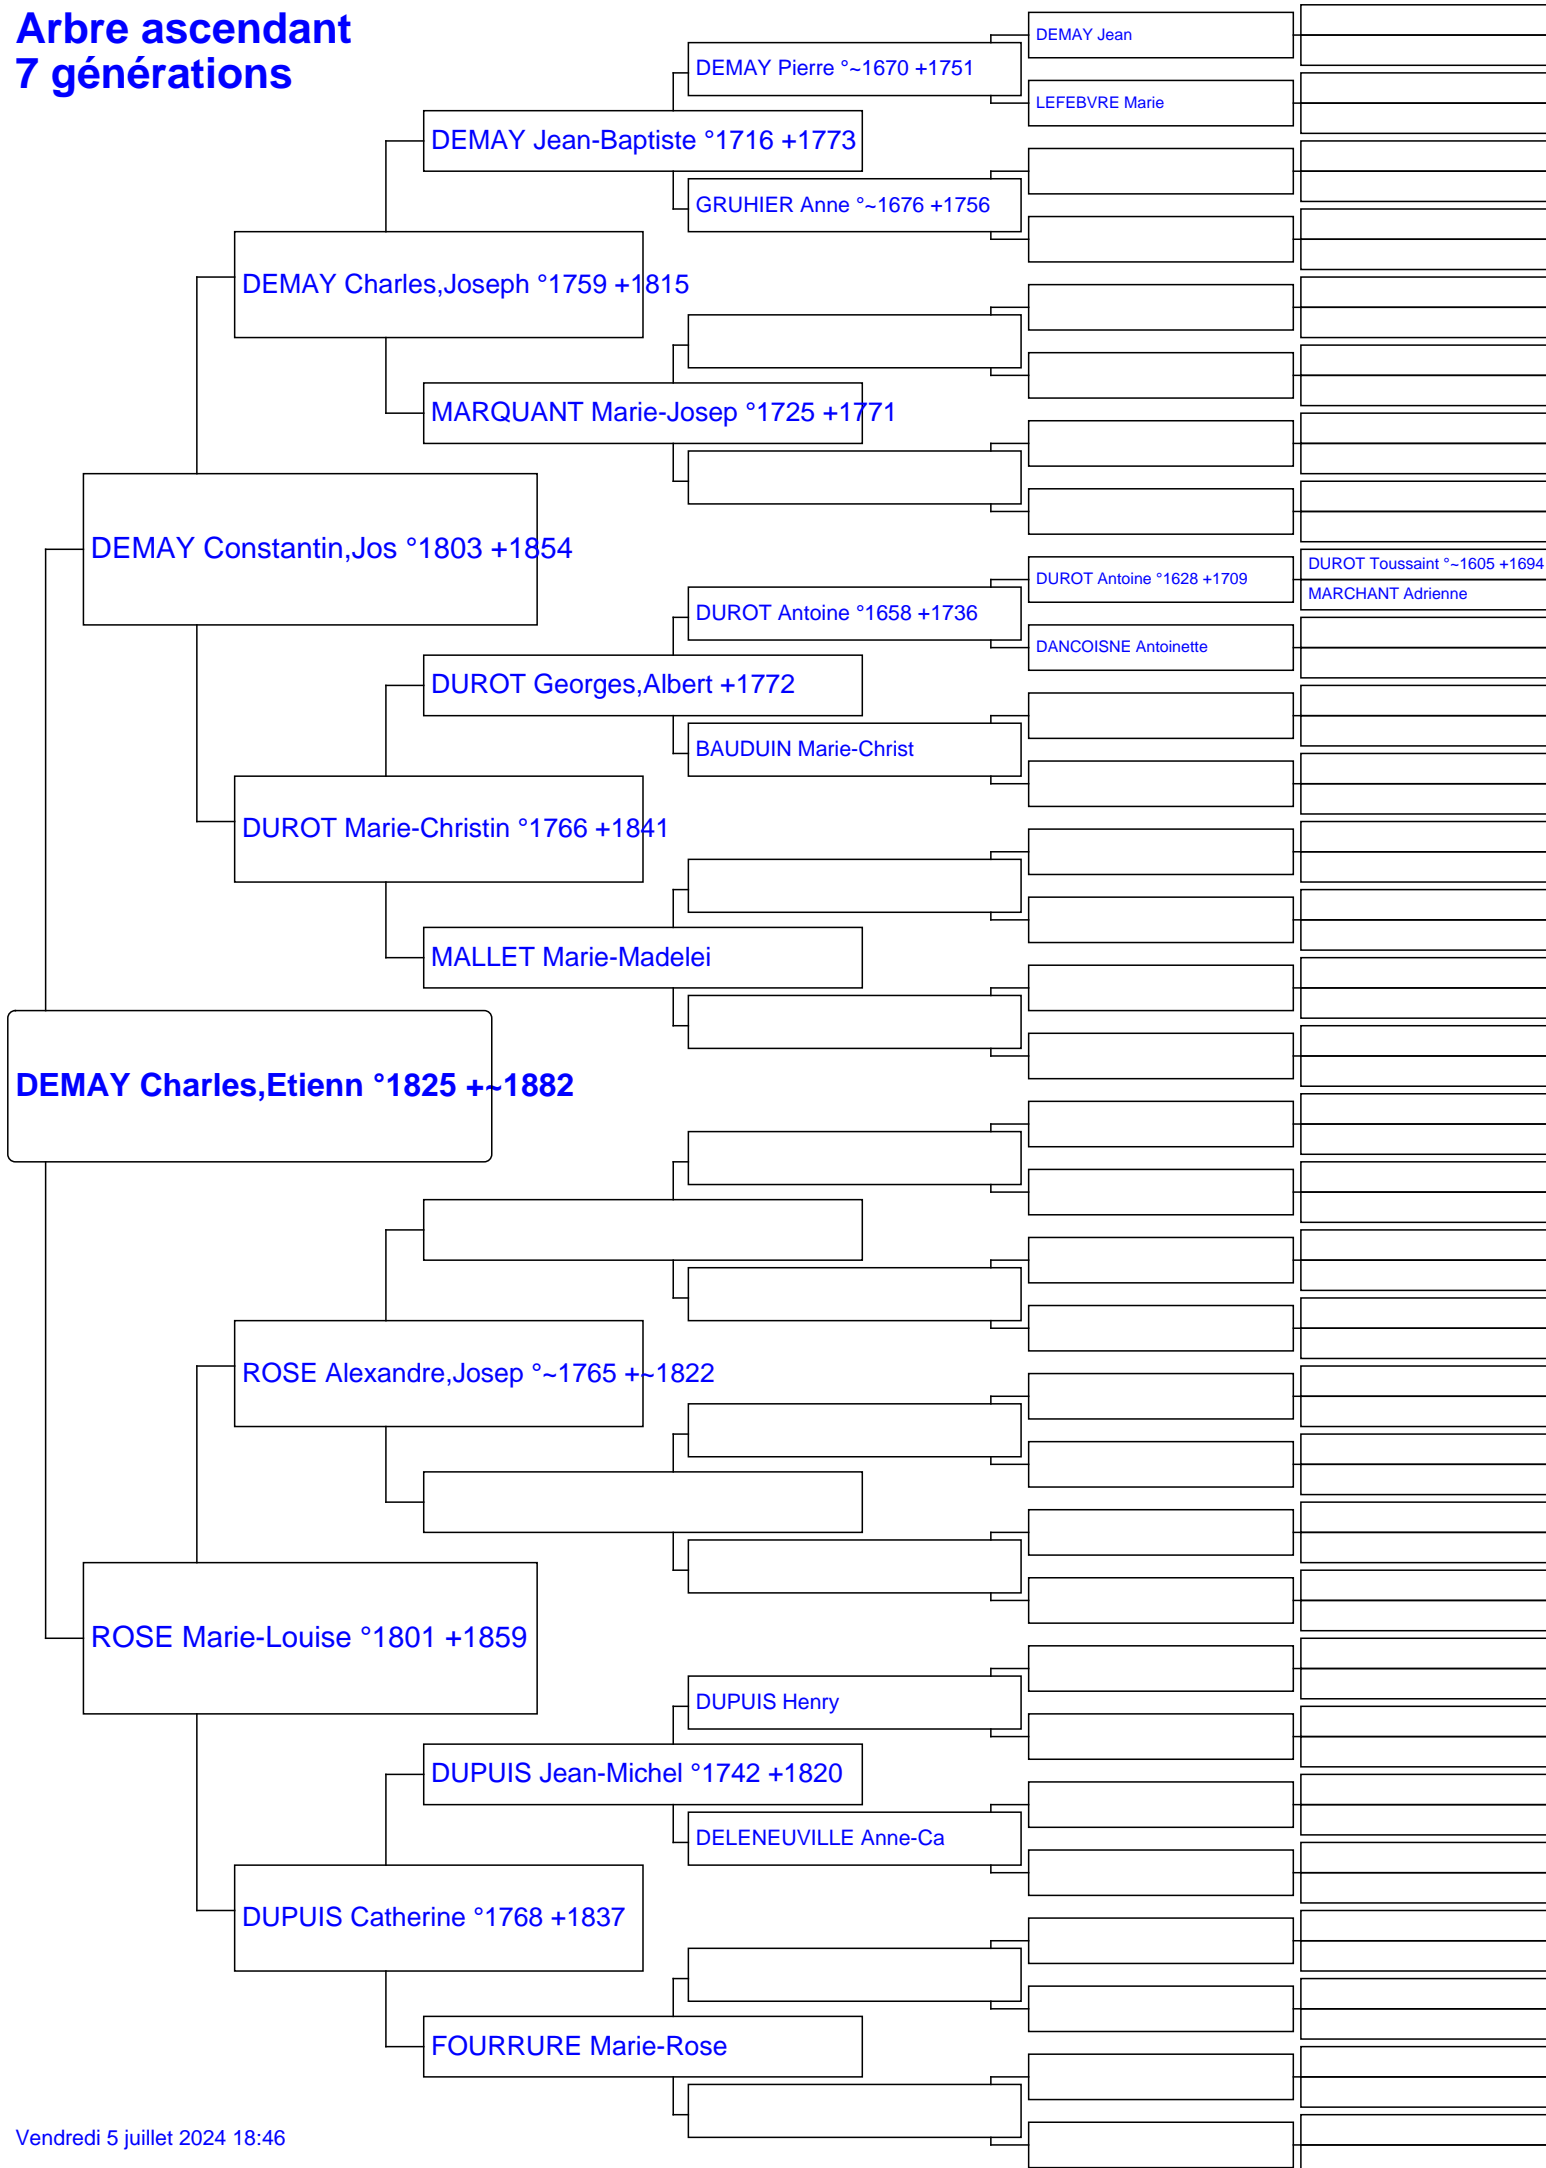 Arbre ascendant
7 générations
DEMAY Jean
DEMAY Pierre °~1670 +1751
LEFEBVRE Marie
DEMAY Jean-Baptiste °1716 +1773
GRUHIER Anne °~1676 +1756
DEMAY Charles,Joseph °1759 +1815
MARQUANT Marie-Josep °1725 +1771
DEMAY Constantin,Jos °1803 +1854
DUROT Toussaint °~1605 +1694
DUROT Antoine °1628 +1709
MARCHANT Adrienne
DUROT Antoine °1658 +1736
DANCOISNE Antoinette
DUROT Georges,Albert +1772
BAUDUIN Marie-Christ
DUROT Marie-Christin °1766 +1841
MALLET Marie-Madelei
DEMAY Charles,Etienn °1825 +~1882
ROSE Alexandre,Josep °~1765 +~1822
ROSE Marie-Louise °1801 +1859
DUPUIS Henry
DUPUIS Jean-Michel °1742 +1820
DELENEUVILLE Anne-Ca
DUPUIS Catherine °1768 +1837
FOURRURE Marie-Rose
Vendredi 5 juillet 2024 18:46